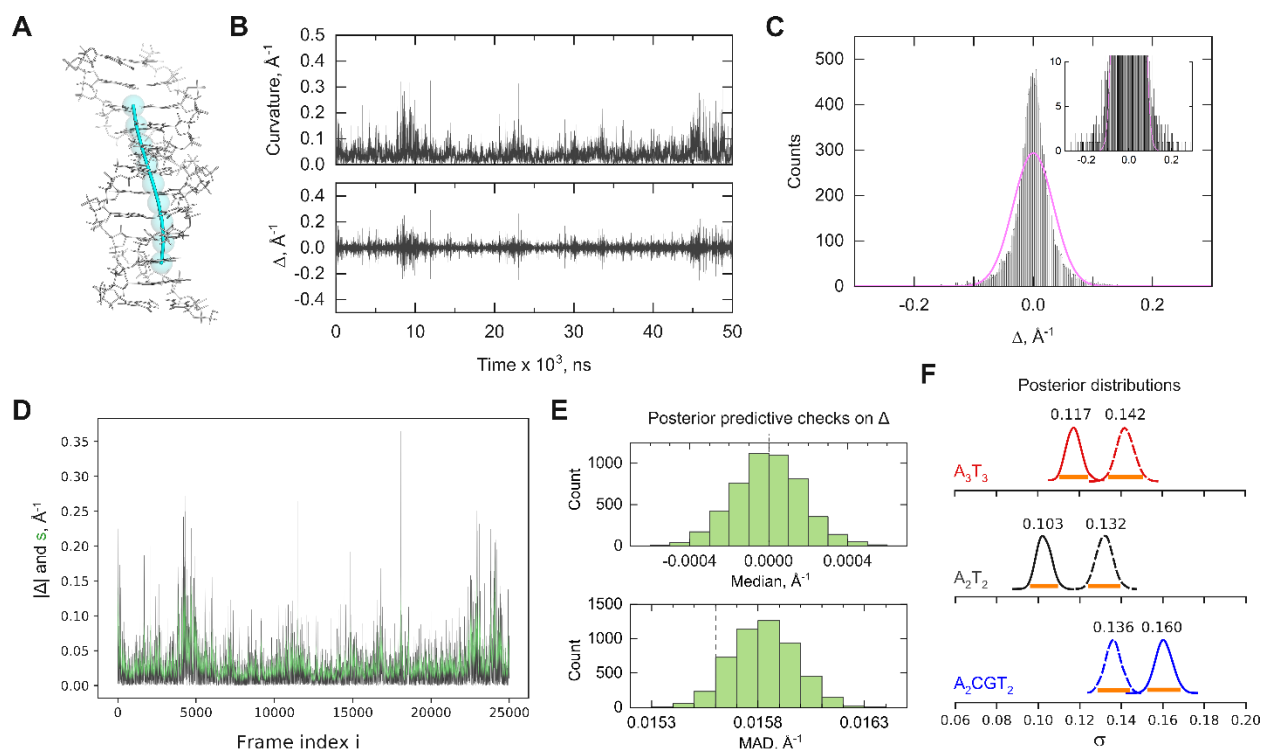 A
B
0.5
0.4
0.3
0.2
0.1
0.0
Curvature, Å⁻¹
0.4
0.2
0.0
-0.2
-0.4
Δ, Å⁻¹
0
10
20
30
40
50
Time x 10³, ns
C
500
400
300
200
100
0
Counts
-0.2
0.0
0.2
Δ, Å⁻¹
10
5
0
-0.2
0.0
0.2
D
0.35
0.30
0.25
0.20
0.15
0.10
0.05
0.00
|Δ| and s, Å⁻¹
0
5000
10000
15000
20000
25000
Frame index i
E
Posterior predictive checks on Δ
1000
500
0
Count
-0.0004
0.0000
0.0004
Median, Å⁻¹
1500
1000
500
0
Count
0.0153
0.0158
0.0163
MAD, Å⁻¹
F
Posterior distributions
0.117 0.142
A₃T₃
0.103 0.132
A₂T₂
0.136 0.160
A₂CGT₂
0.06 0.08 0.10 0.12 0.14 0.16 0.18 0.20
σ